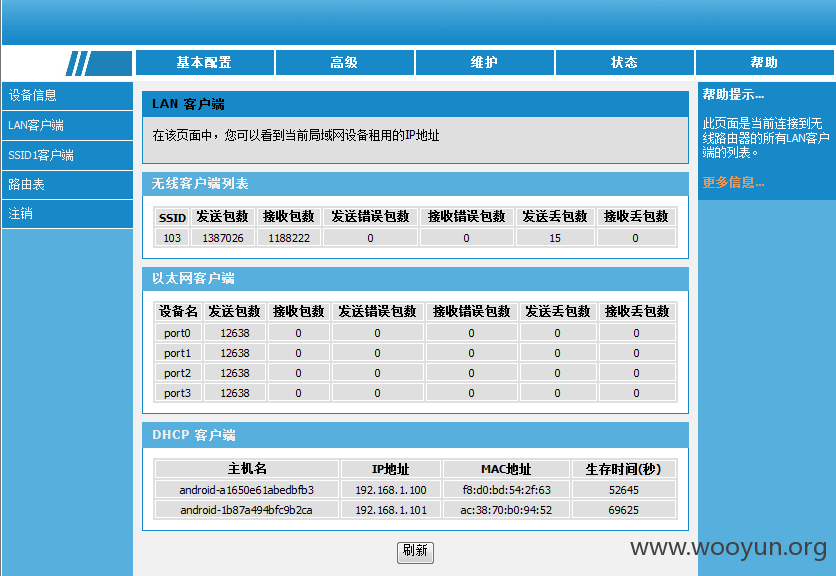 基本配置 高级 维护 状态 帮助
设备信息
LAN客户端
SSID1客户端
路由表
注销
LAN 客户端
在该页面中，您可以看到当前局域网设备租用的IP地址
无线客户端列表
SSID 发送包数 接收包数 发送错误包数 接收错误包数 发送丢包数 接收丢包数
103 1387026 1188222 0 0 15 0
以太网客户端
设备名 发送包数 接收包数 发送错误包数 接收错误包数 发送丢包数 接收丢包数
port0 12638 0 0 0 0 0
port1 12638 0 0 0 0 0
port2 12638 0 0 0 0 0
port3 12638 0 0 0 0 0
DHCP 客户端
主机名 IP地址 MAC地址 生存时间(秒)
android-a1650e61abedbfb3 192.168.1.100 f8:d0:bd:54:2f:63 52645
android-1b87a494bfc9b2ca 192.168.1.101 ac:38:70:b0:94:52 69625
刷新
帮助提示...
此页面是当前连接到无
线路由器的所有LAN客户
端的列表。
更多信息...
www.wooyun.org